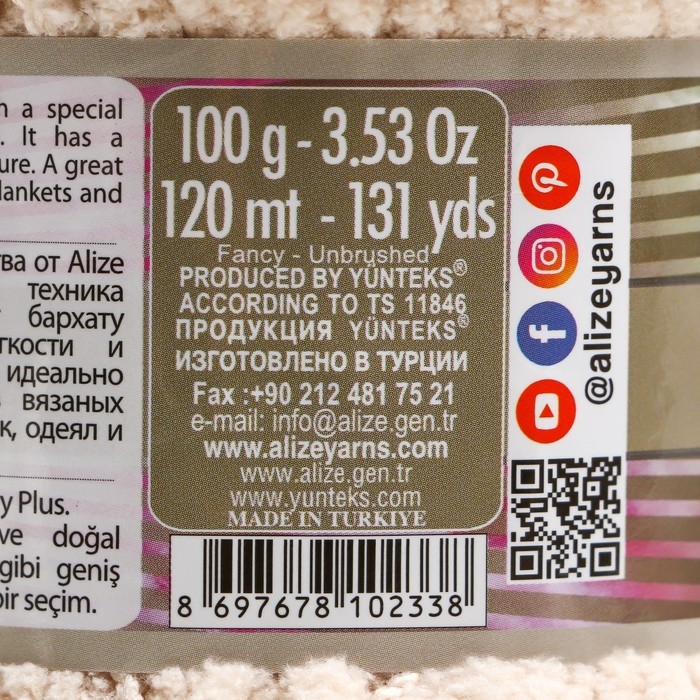 n a special
. It has a
ure. A great
lankets and
тва от Alize
техника
бархату
гкости и
идеально
вязаных
к, одеял и
y Plus.
ve doğal
gibi geniş
bir seçim.
100 g - 3.53 Oz
120 mt - 131 yds
Fancy - Unbrushed
PRODUCED BY YÜNTEKS®
ACCORDING TO TS 11846
ПРОДУКЦИЯ YÜNTEKS®
ИЗГОТОВЛЕНО В ТУРЦИИ
Fax :+90 212 481 75 21
e-mail: info@alize.gen.tr
www.alizeyarns.com
www.alize.gen.tr
www.yunteks.com
MADE IN TURKIYE
8 697678 102338
@alizeyarns